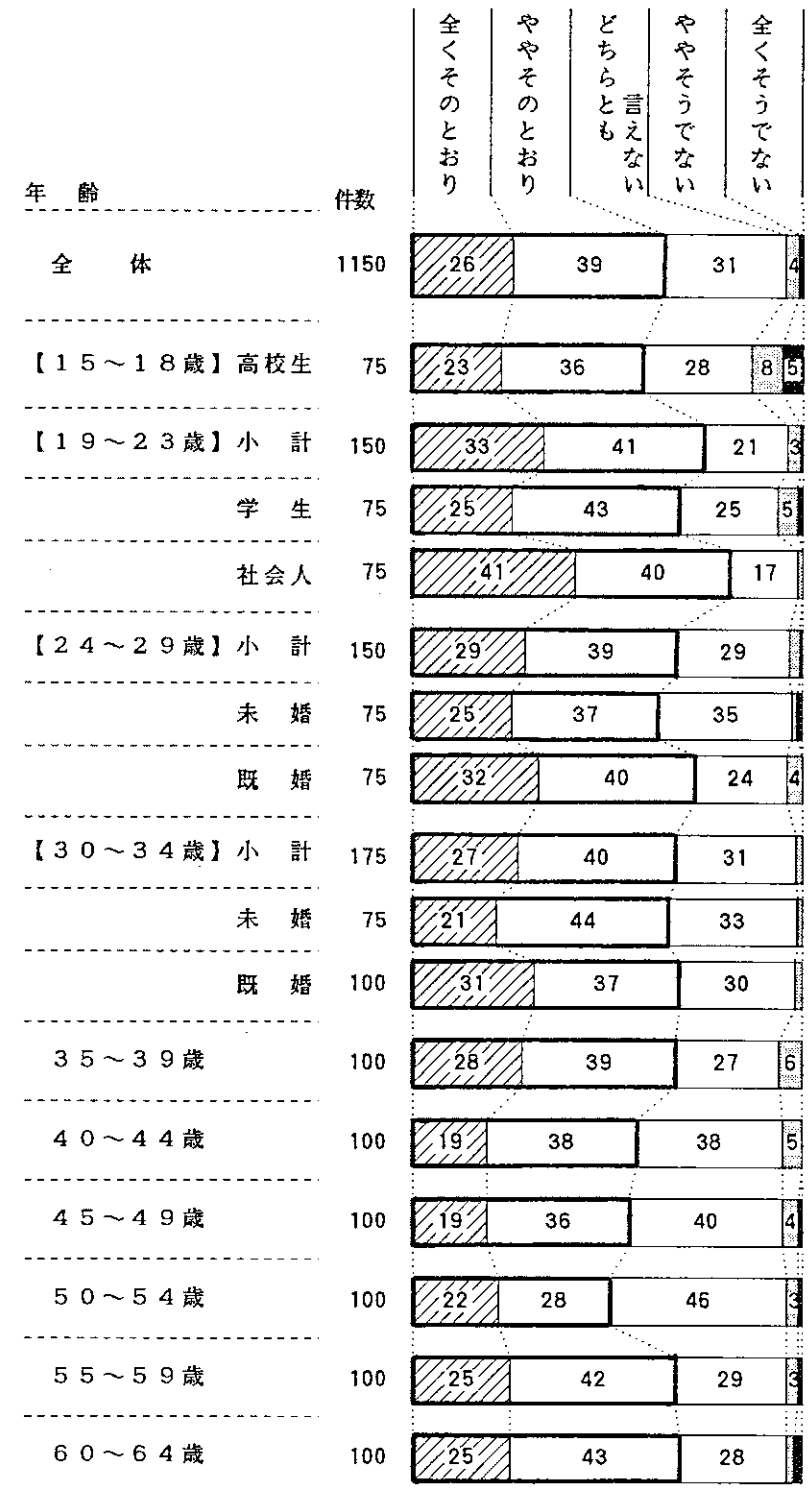 全くそのとおり
ややそのとおり
どちらとも
言えない
ややそうでない
全くそうでない
年 齢 件数
全 体 1150 26 39 31 4
【15~18歳】高校生 75 23 36 28 8 5
【19~23歳】小 計 150 33 41 21 3
学 生 75 25 43 25 5
社会人 75 41 40 17
【24~29歳】小 計 150 29 39 29
未 婚 75 25 37 35
既 婚 75 32 40 24 4
【30~34歳】小 計 175 27 40 31
未 婚 75 21 44 33
既 婚 100 31 37 30
35~39歳 100 28 39 27 6
40~44歳 100 19 38 38 5
45~49歳 100 19 36 40 4
50~54歳 100 22 28 46 3
55~59歳 100 25 42 29 3
60~64歳 100 25 43 28